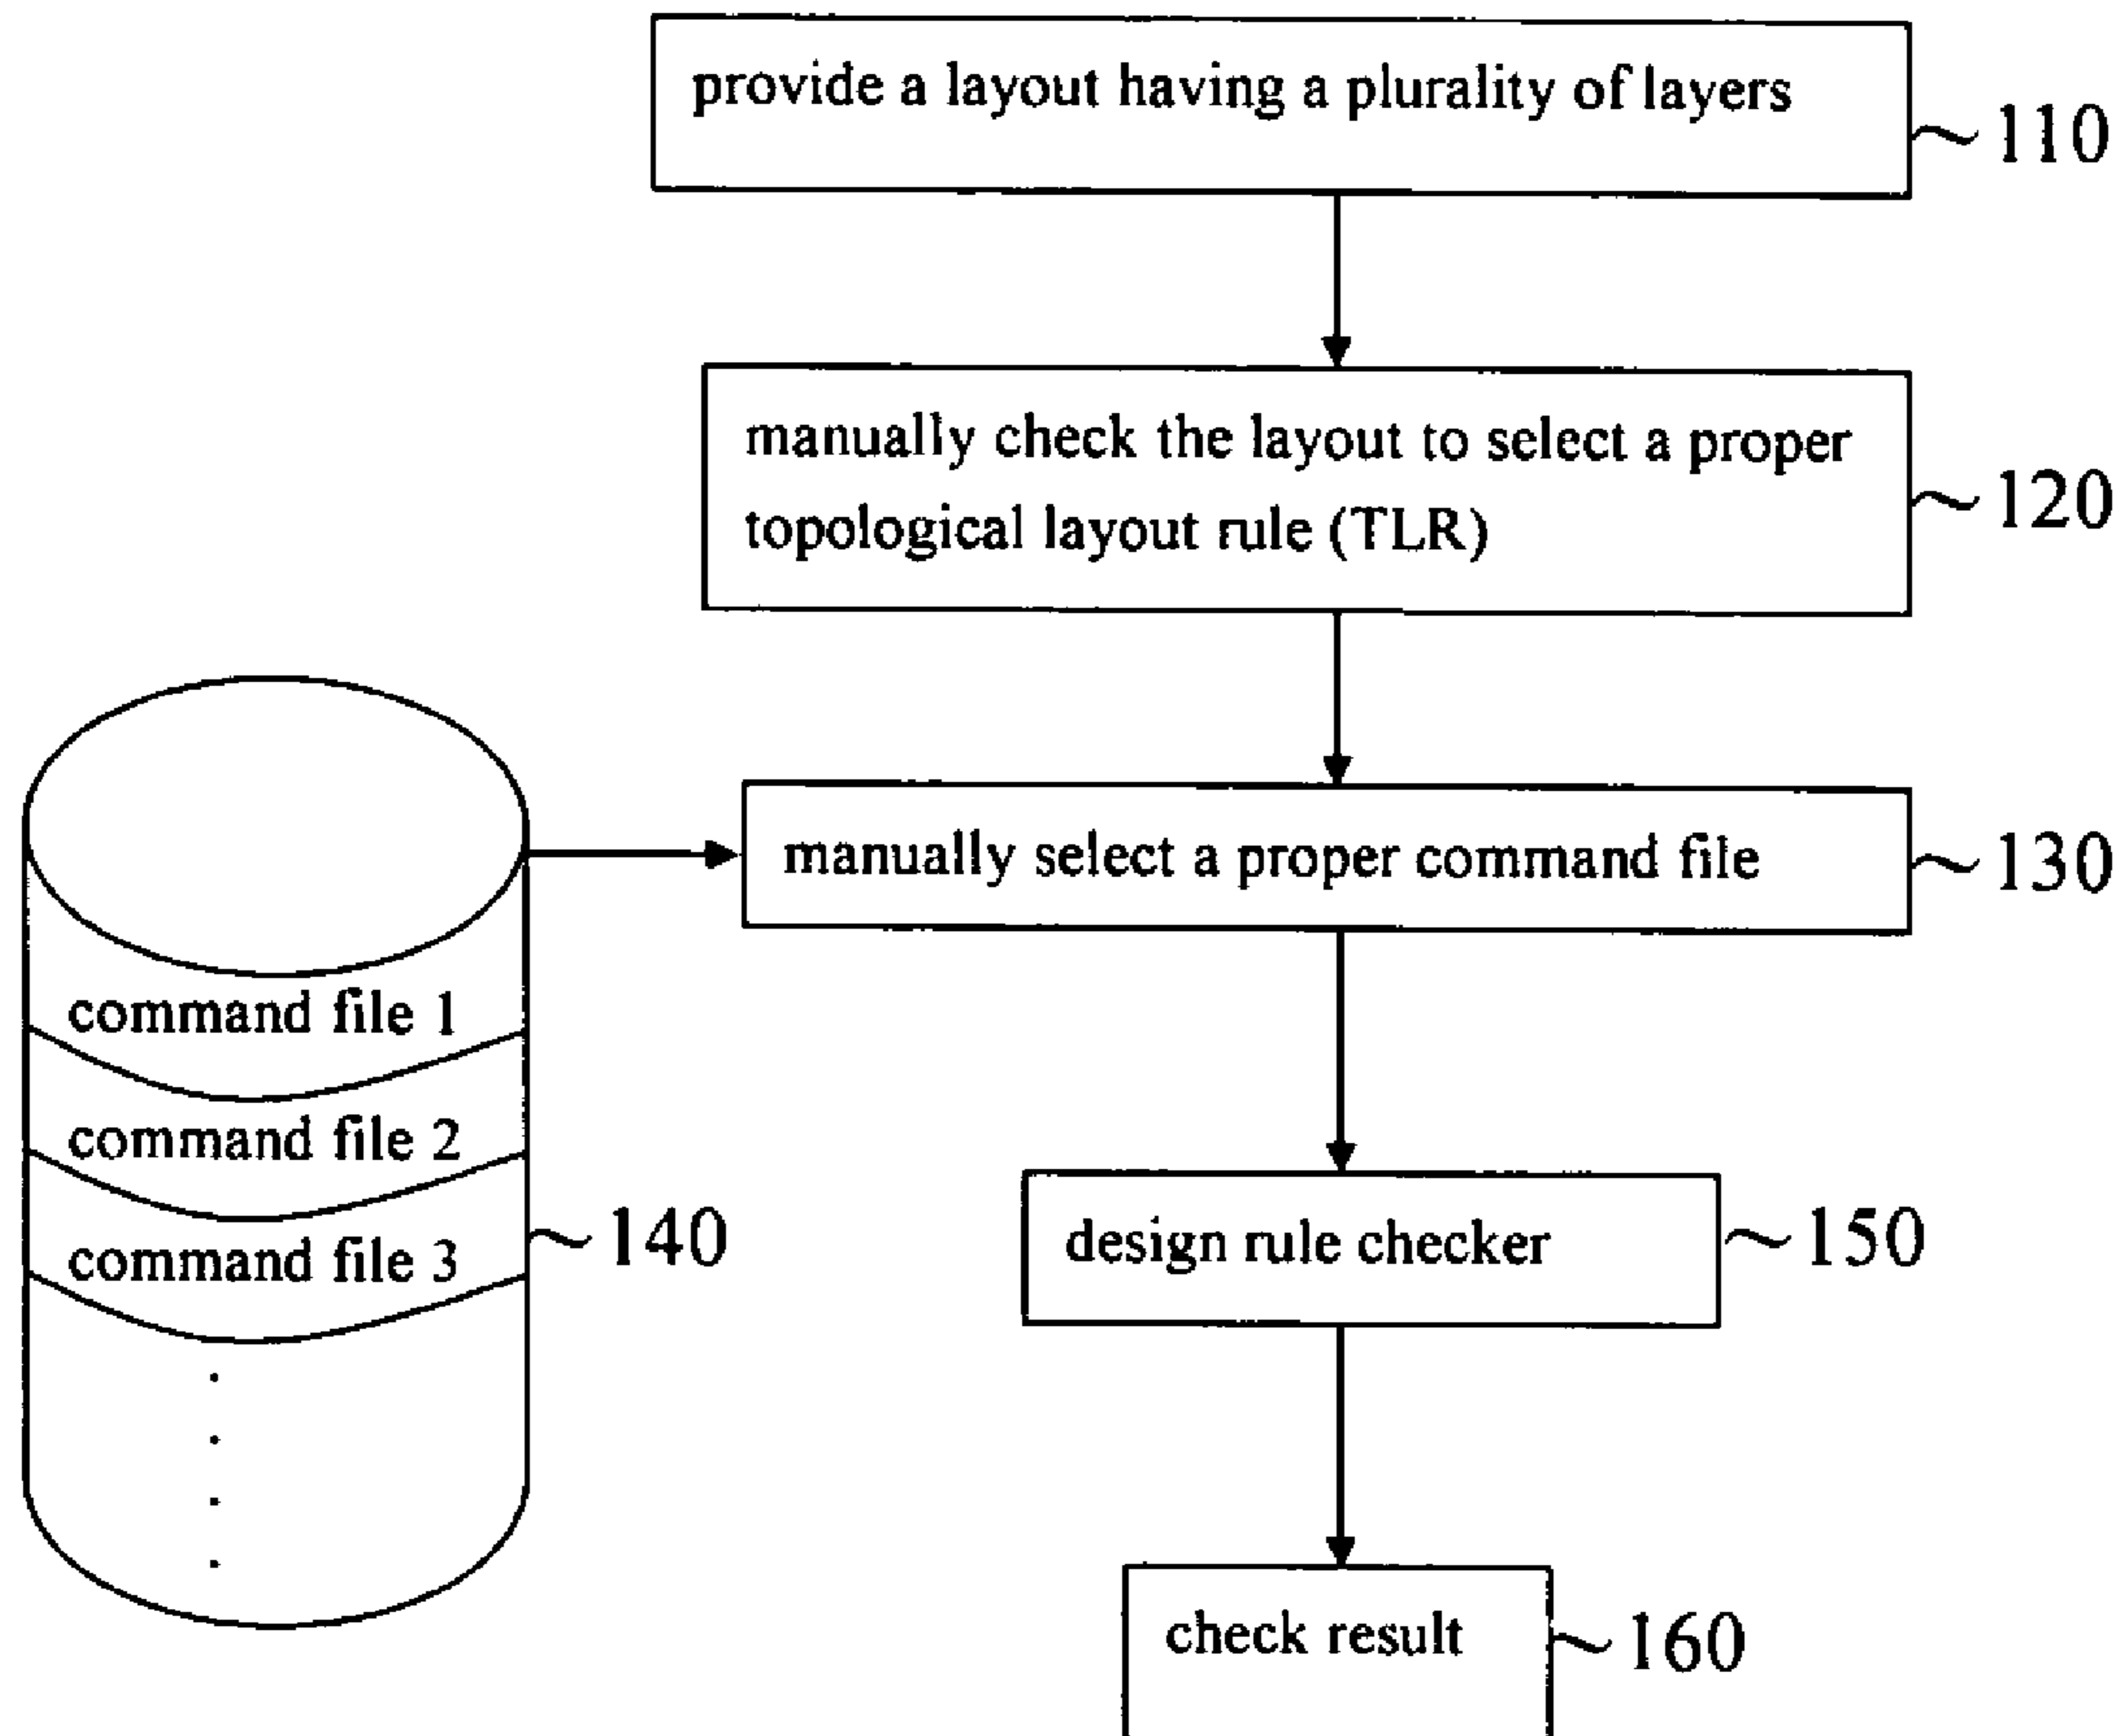 provide a layout having a plurality of layers
110
manually check the layout to select a proper
topological layout rule (TLR)
120
manually select a proper command file
130
command file 1
command file 2
command file 3
140
design rule checker
150
check result
160